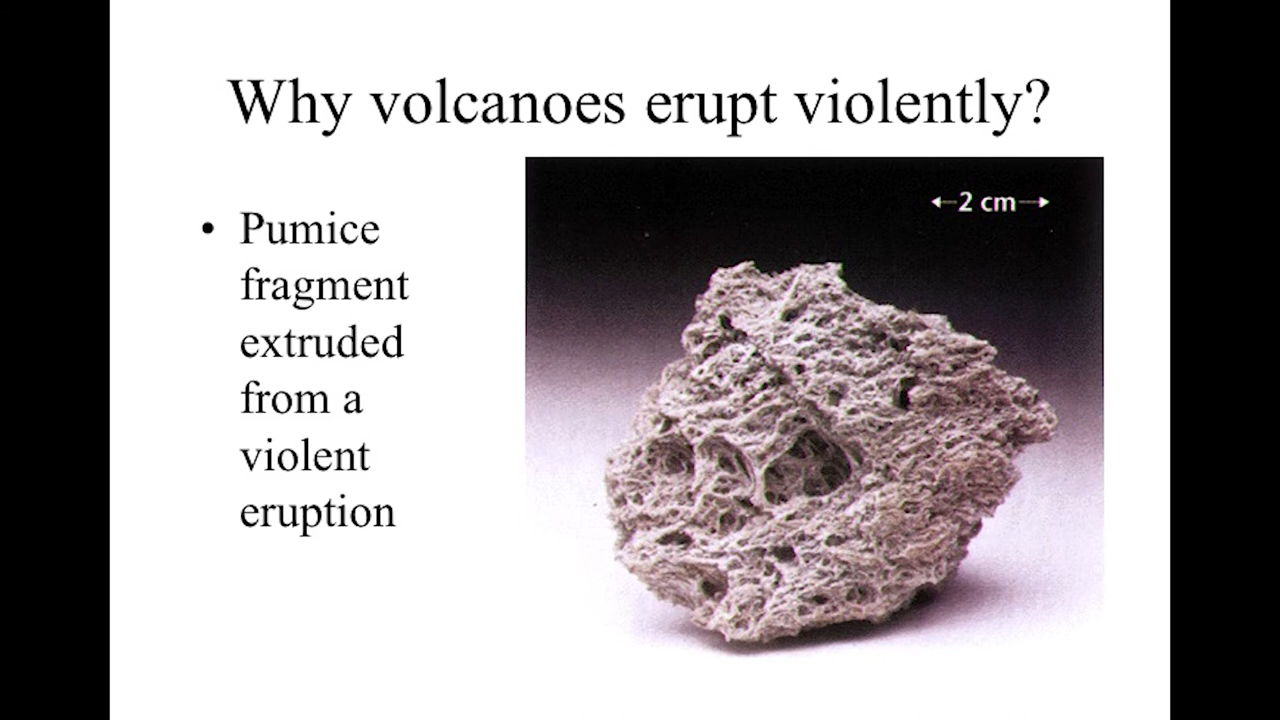 Why volcanoes erupt violently?
• Pumice
fragment
extruded
from a
violent
eruption
2 cm